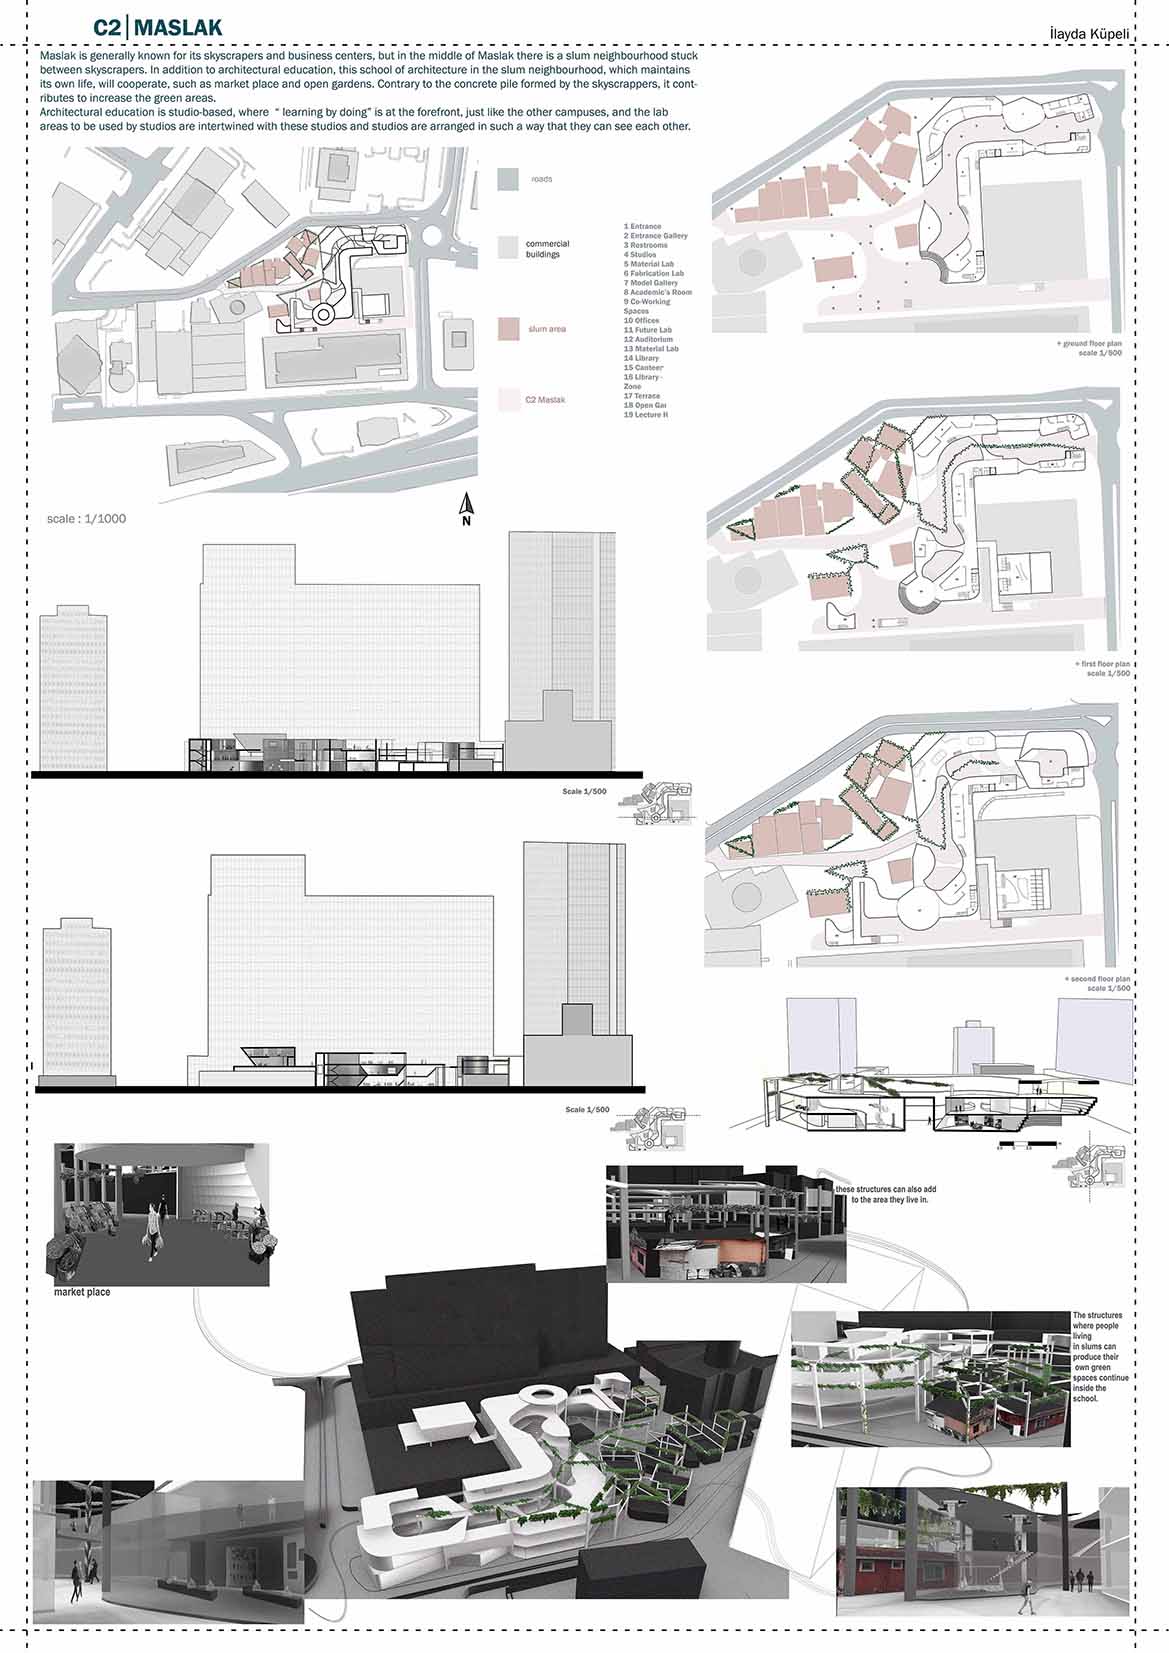 C2|MASLAK
İlayda Küpeli
Maslak is generally known for its skyscrapers and business centers, but in the middle of Maslak there is a slum neighbourhood stuck
between skyscrapers. In addition to architectural education, this school of architecture in the slum neighbourhood, which maintains
its own life, will cooperate, such as market place and open gardens. Contrary to the concrete pile formed by the skyscrappers, it cont-
ributes to increase the green areas.
Architectural education is studio-based, where “ learning by doing” is at the forefront, just like the other campuses, and the lab
areas to be used by studios are intertwined with these studios and studios are arranged in such a way that they can see each other.
roads
commercial
buildings
slum area
C2 Maslak
1 Entrance
2 Entrance Gallery
3 Restrooms
4 Studios
5 Material Lab
6 Fabrication Lab
7 Model Gallery
8 Academic's Room
9 Co-Working
Spaces
10 Offices
11 Future Lab
12 Auditorium
13 Material Lab
14 Library
15 Canteer
16 Library -
Zone
17 Terrace
18 Open Gar
19 Lecture H
+ ground floor plan
scale 1/500
scale : 1/1000
N
+ first floor plan
scale 1/500
Scale 1/500
+ second floor plan
scale 1/500
Scale 1/500
these structures can also add
to the area they live in.
market place
The structures
where people
living
in slums can
produce their
own green
spaces continue
inside the
school.